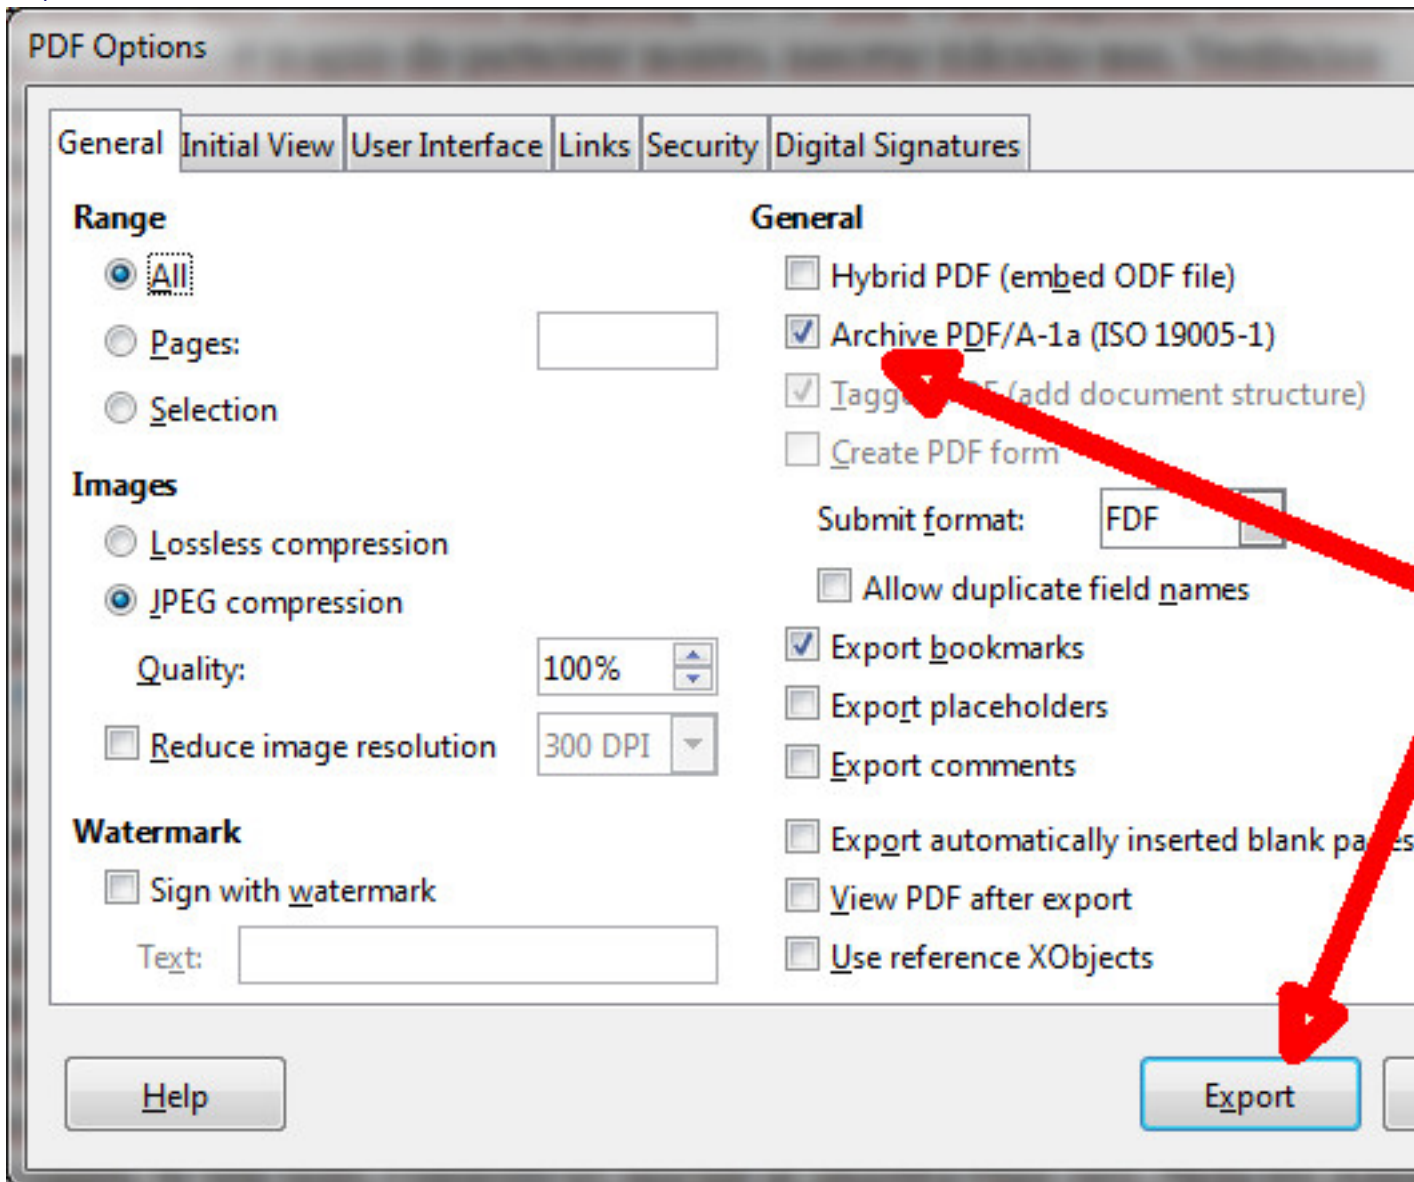 PDF Options
General Initial View User Interface Links Security Digital Signatures
Range
All
Pages:
Selection
Images
Lossless compression
JPEG compression
Quality: 100%
Reduce image resolution 300 DPI
Watermark
Sign with watermark
Text:
General
Hybrid PDF (embed ODF file)
Archive PDF/A-1a (ISO 19005-1)
Tagged PDF (add document structure)
Create PDF form
Submit format: FDF
Allow duplicate field names
Export bookmarks
Export placeholders
Export comments
Export automatically inserted blank pages
View PDF after export
Use reference XObjects
Help
Export